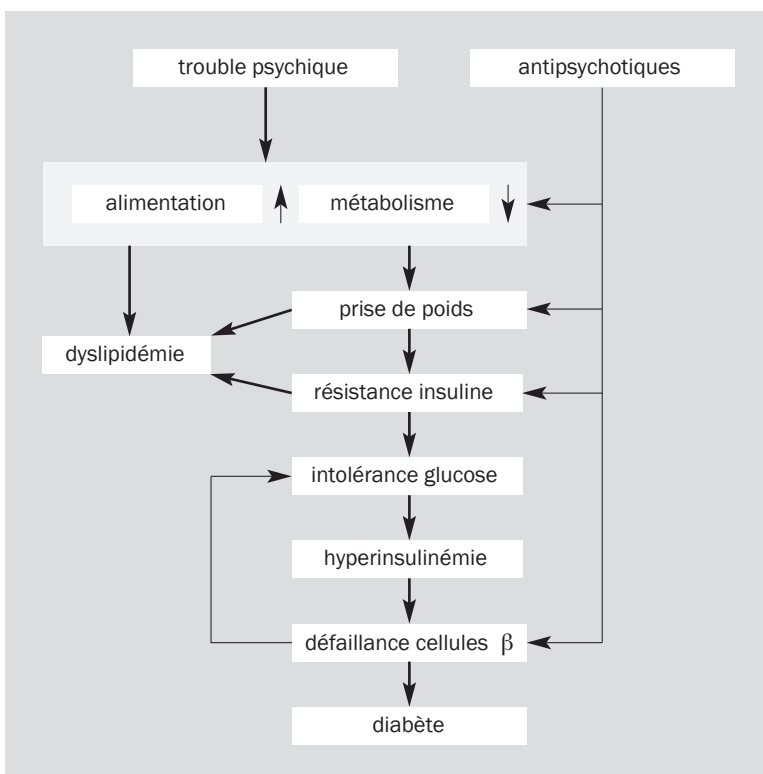 trouble psychique
antipsychotiques
alimentation
métabolisme
prise de poids
dyslipidémie
résistance insuline
intolérance glucose
hyperinsulinémie
défaillance cellules β
diabète